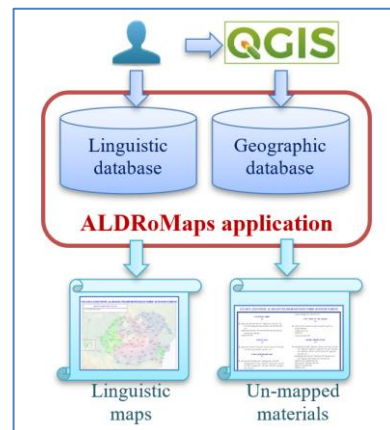 QGIS
Linguistic
database
Geographic
database
ALDRoMaps application
Linguistic
maps
Un-mapped
materials